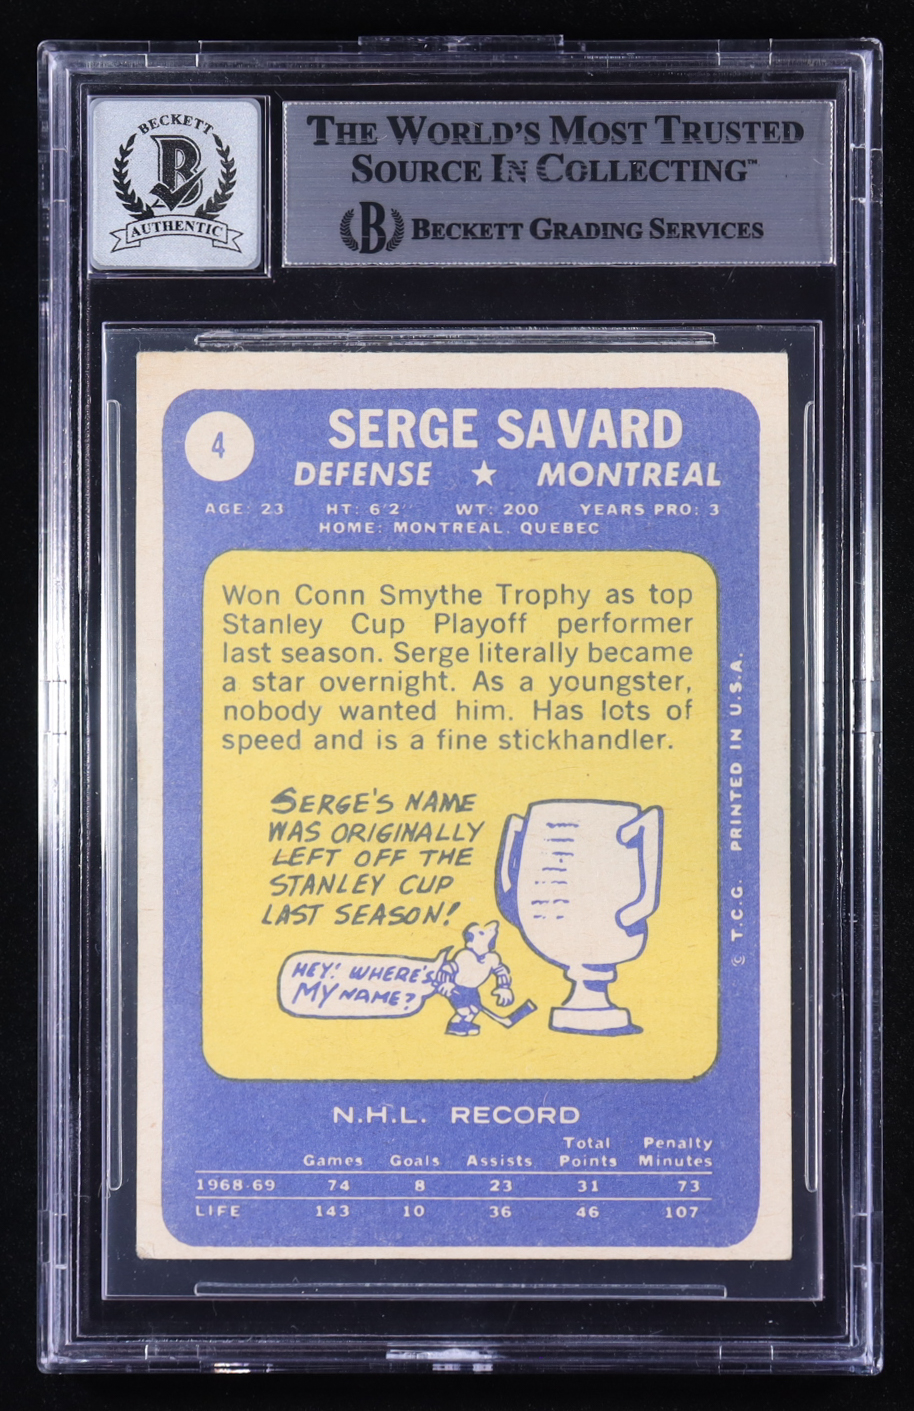 BECKETT
B
AUTHENTIC
THE WORLD'S MOST TRUSTED
SOURCE IN COLLECTING™
B BECKETT GRADING SERVICES
4
SERGE SAVARD
DEFENSE ★ MONTREAL
AGE: 23 HT: 6'2" WT: 200 YEARS PRO: 3
HOME: MONTREAL, QUEBEC
Won Conn Smythe Trophy as top
Stanley Cup Playoff performer
last season. Serge literally became
a star overnight. As a youngster,
nobody wanted him. Has lots of
speed and is a fine stickhandler.
SERGE'S NAME
WAS ORIGINALLY
LEFT OFF THE
STANLEY CUP
LAST SEASON!
HEY! WHERE'S
MY NAME?
© T.C.G. PRINTED IN U.S.A.
N.H.L. RECORD
Games Goals Assists Total Points Penalty Minutes
1968-69 74 8 23 31 73
LIFE 143 10 36 46 107